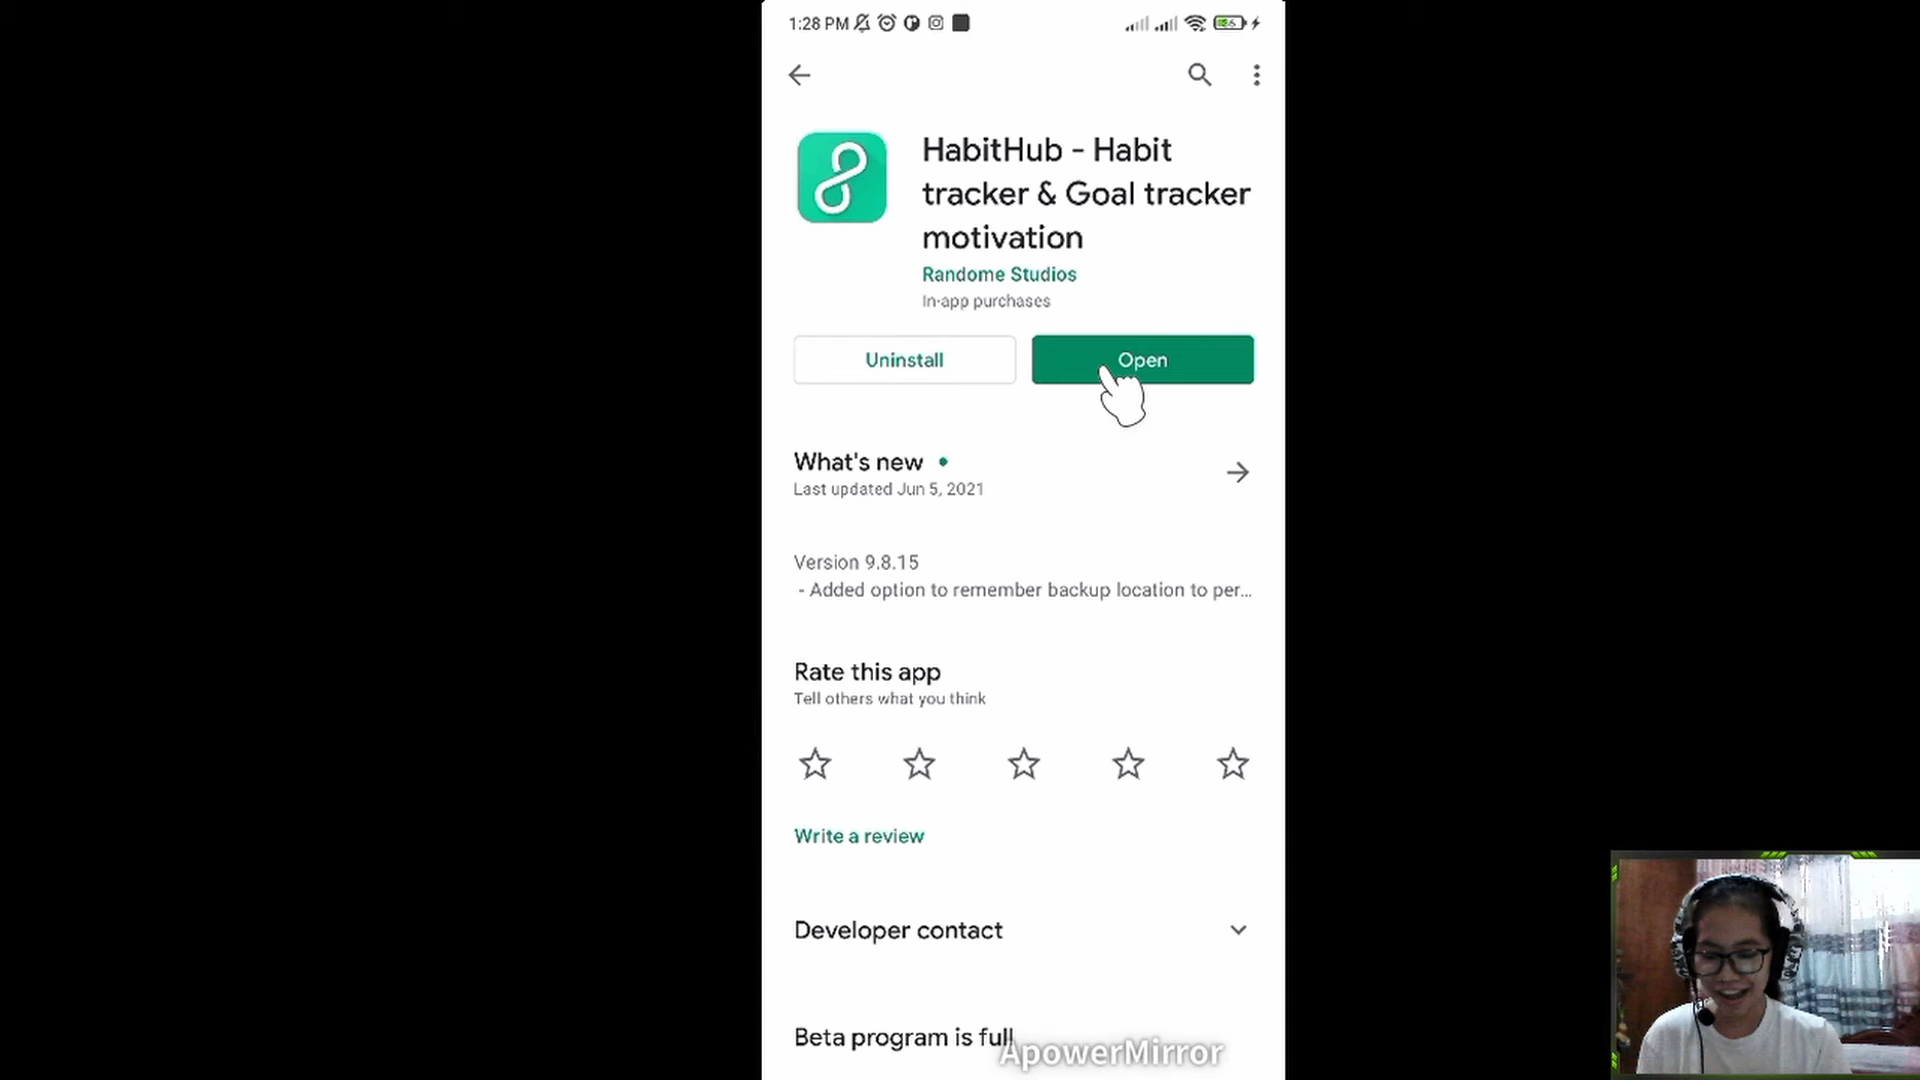 1:28 PM
HabitHub - Habit
tracker & Goal tracker
motivation
Randome Studios
In-app purchases
Uninstall
Open
What's new
Last updated Jun 5, 2021
Version 9.8.15
- Added option to remember backup location to per...
Rate this app
Tell others what you think
Write a review
Developer contact
Beta program is full
ApowerMirror